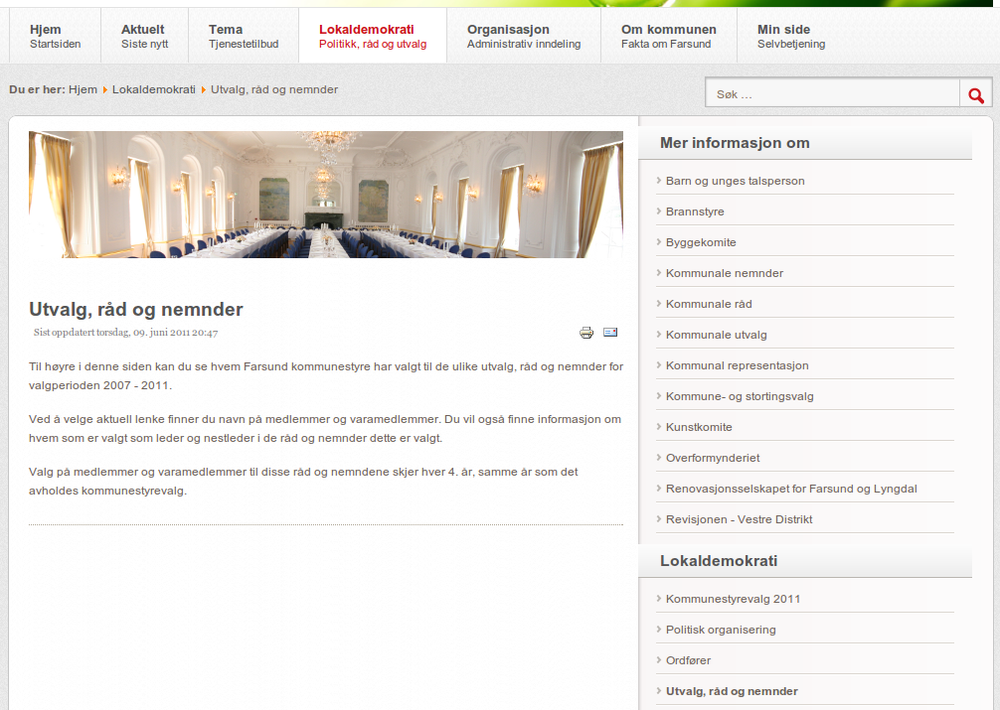 Hjem
Startsiden
Aktuelt
Siste nytt
Tema
Tjenestetilbud
Lokaldemokrati
Politikk, råd og utvalg
Organisasjon
Administrativ inndeling
Om kommunen
Fakta om Farsund
Min side
Selvbetjening
Du er her: Hjem Lokaldemokrati Utvalg, råd og nemnder
Søk ...
Utvalg, råd og nemnder
Sist oppdatert torsdag, 09. juni 2011 20:47
Til høyre i denne siden kan du se hvem Farsund kommunestyre har valgt til de ulike utvalg, råd og nemnder for
valgperioden 2007 - 2011.
Ved å velge aktuell lenke finner du navn på medlemmer og varamedlemmer. Du vil også finne informasjon om
hvem som er valgt som leder og nestleder i de råd og nemnder dette er valgt.
Valg på medlemmer og varamedlemmer til disse råd og nemndene skjer hver 4. år, samme år som det
avholdes kommunestyrevalg.
Mer informasjon om
Barn og unges talsperson
Brannstyre
Byggekomite
Kommunale nemnder
Kommunale råd
Kommunale utvalg
Kommunal representasjon
Kommune- og stortingsvalg
Kunstkomite
Overformynderiet
Renovasjonsselskapet for Farsund og Lyngdal
Revisjonen - Vestre Distrikt
Lokaldemokrati
Kommunestyrevalg 2011
Politisk organisering
Ordfører
Utvalg, råd og nemnder